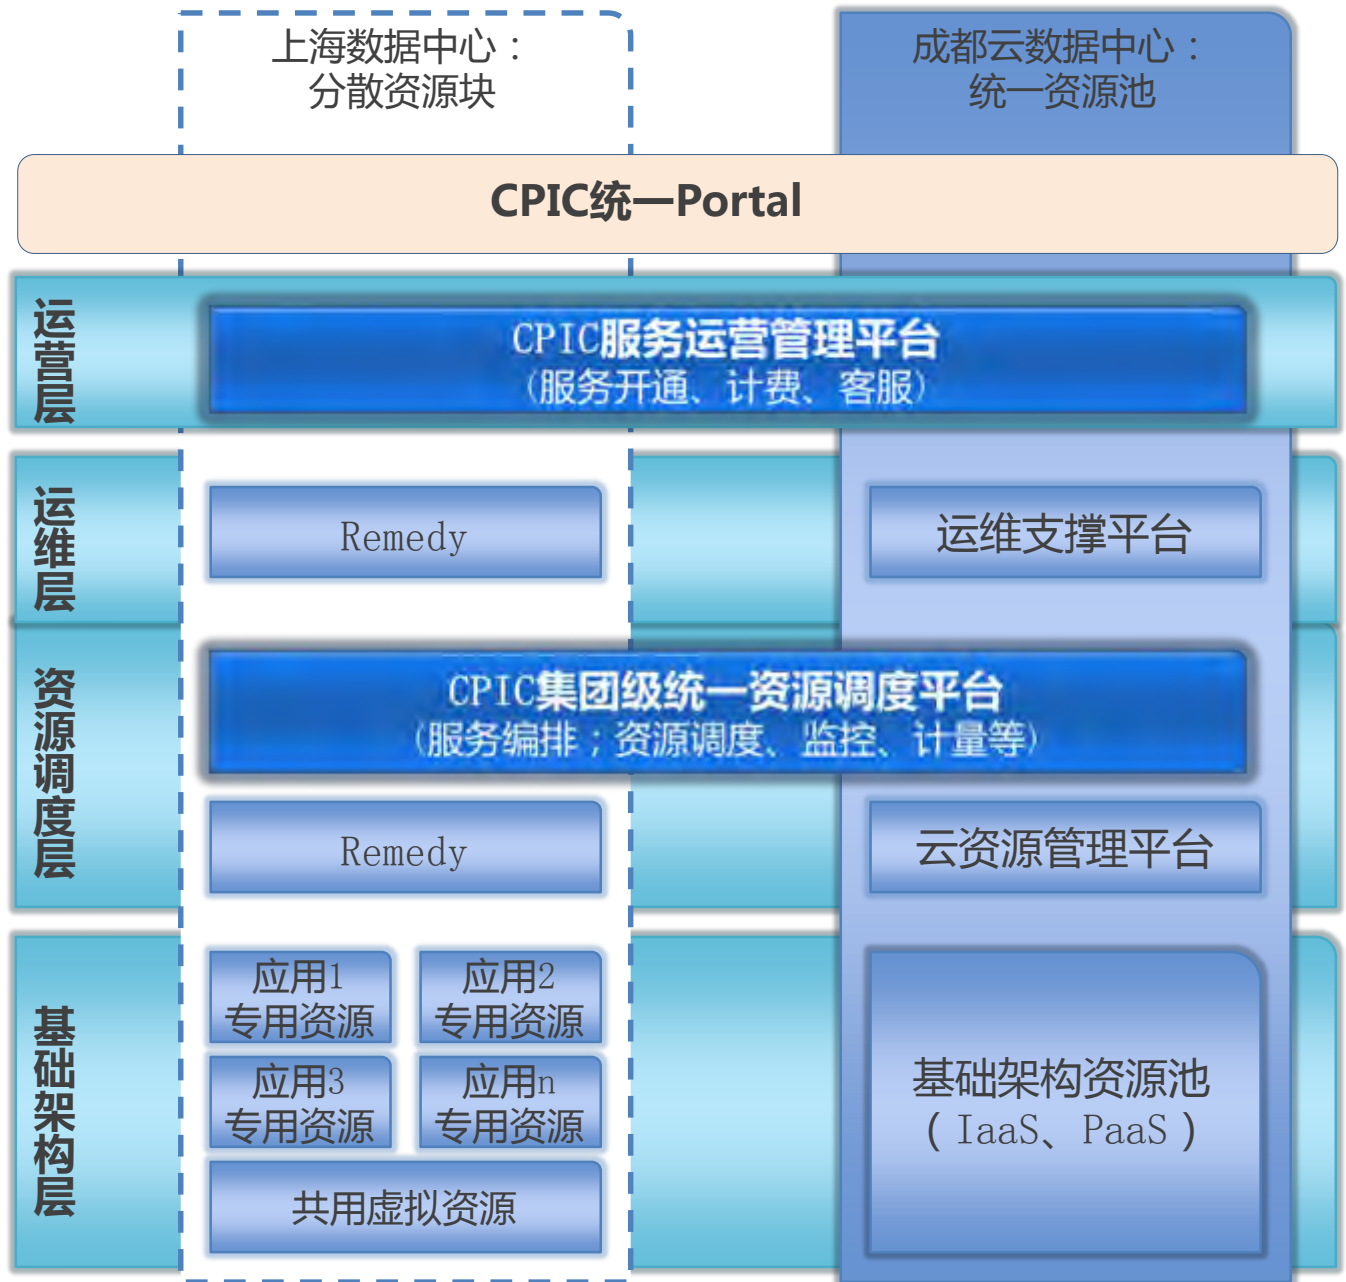 上海数据中心：
分散资源块
成都云数据中心：
统一资源池
CPIC统一Portal
运营层
CPIC服务运营管理平台
(服务开通、计费、客服)
运维层
Remedy
运维支撑平台
资源调度层
CPIC集团级统一资源调度平台
(服务编排；资源调度、监控、计量等)
Remedy
云资源管理平台
基础架构层
应用1
专用资源
应用2
专用资源
应用3
专用资源
应用n
专用资源
共用虚拟资源
基础架构资源池
（IaaS、PaaS）